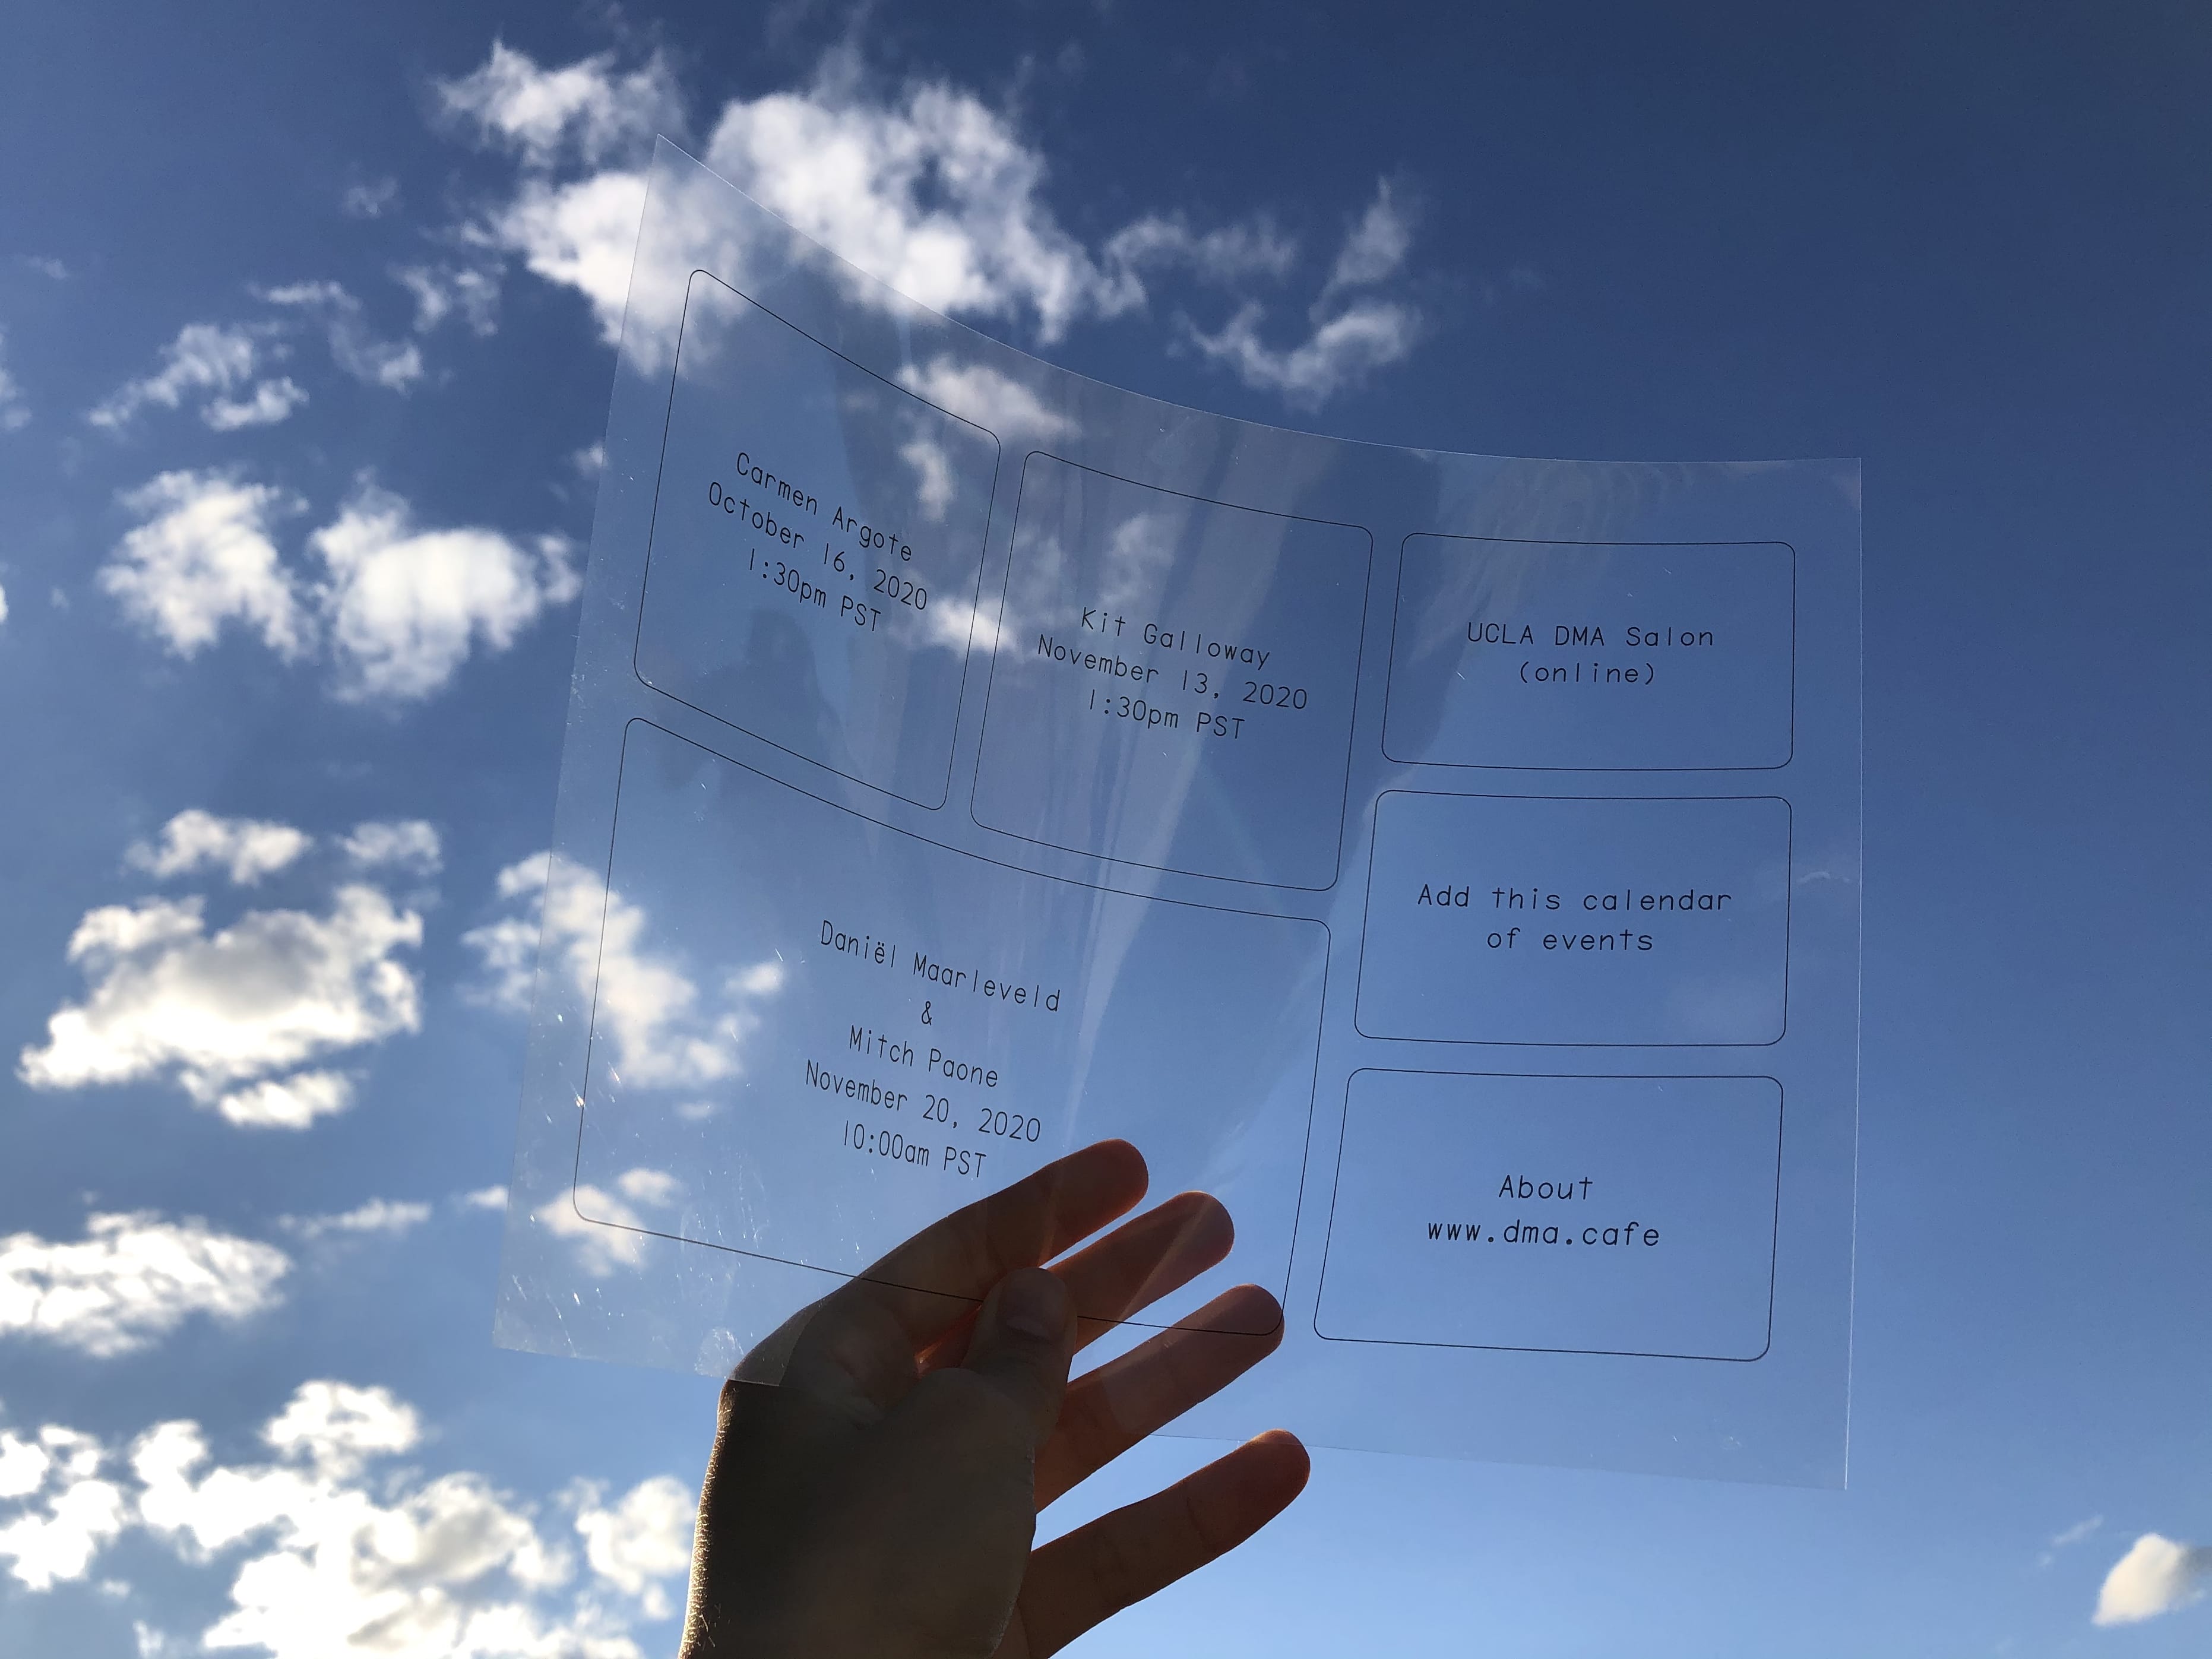 Carmen Argote
October 16, 2020
1:30pm PST
Kit Galloway
November 13, 2020
1:30pm PST
UCLA DMA Salon
(online)
Daniël Maarleveld
&
Mitch Paone
November 20, 2020
10:00am PST
Add this calendar
of events
About
www.dma.cafe